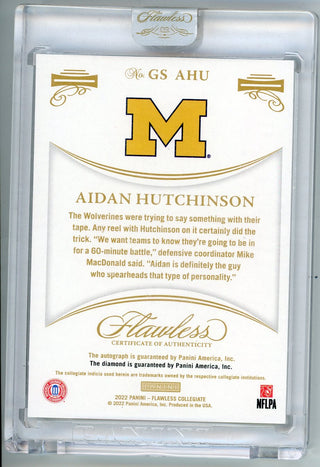 Flawless
No. GS AHU
M
AIDAN HUTCHINSON
The Wolverines were trying to say something with their
tape. Any reel with Hutchinson on it certainly did the
trick. “We want teams to know they're going to be in
for a 60-minute battle,” defensive coordinator Mike
MacDonald said. “Aidan is definitely the guy
who spearheads that type of personality.”
Flawless
CERTIFICATE OF AUTHENTICITY
The autograph is guaranteed by Panini America, Inc.
The diamond is guaranteed by Panini America, Inc.
The collegiate indicia used herein are trademarks owned by the respective collegiate institutions.
PANINI
NFLPA
2022 PANINI – FLAWLESS COLLEGIATE
© 2022 Panini America, Inc. Produced in the USA.